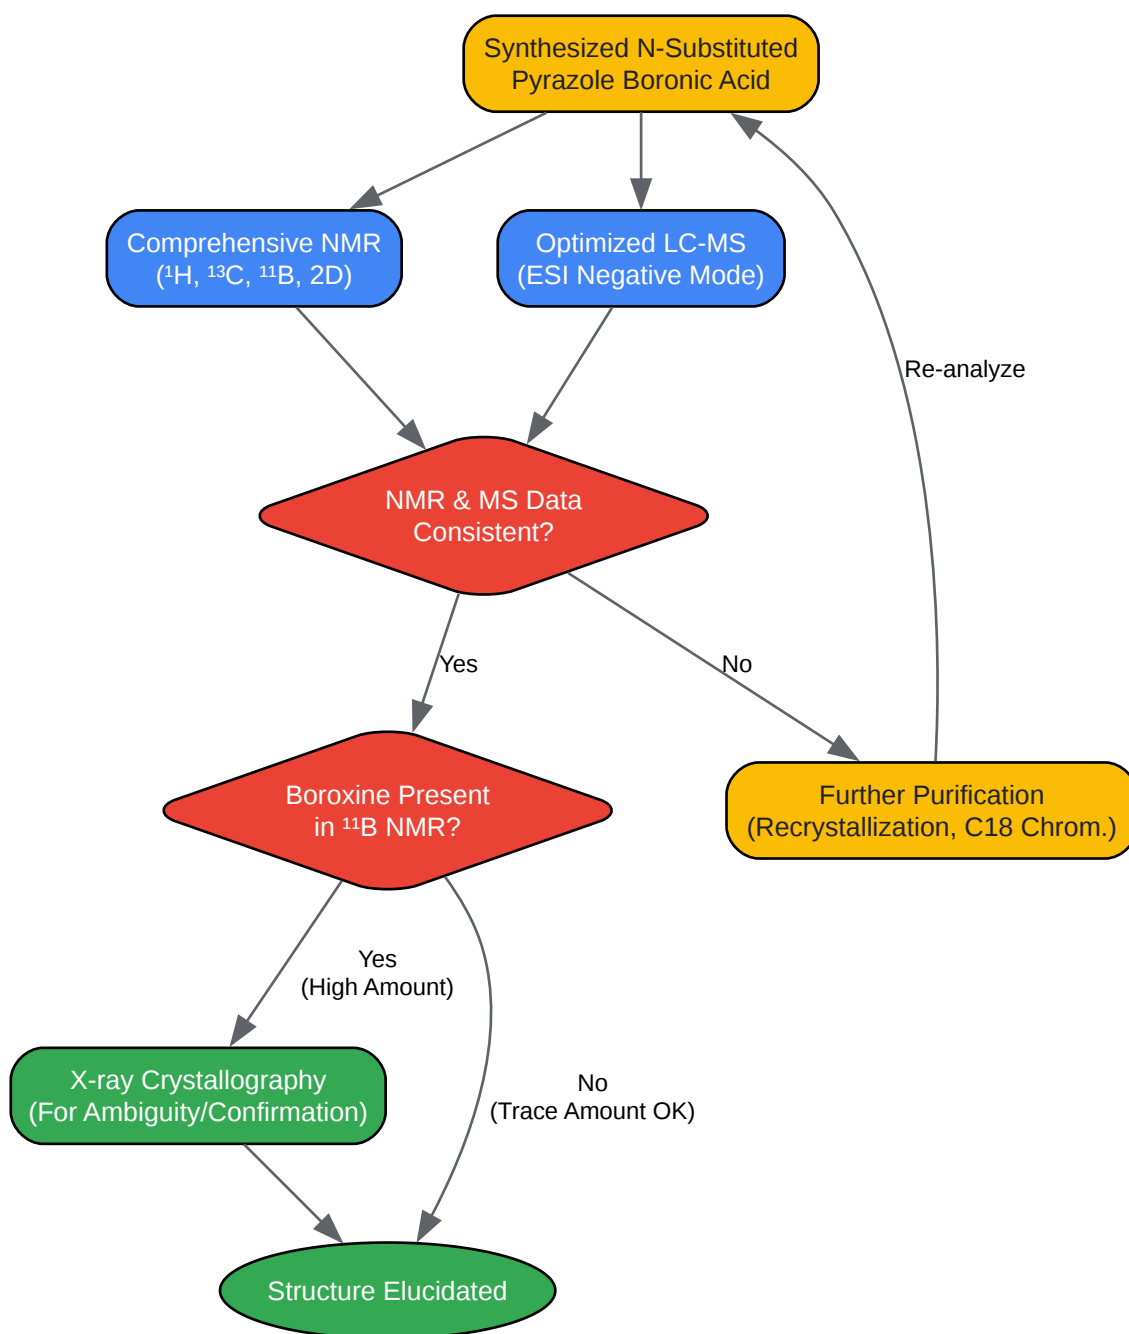 Synthesized N-Substituted
Pyrazole Boronic Acid
Comprehensive NMR
(¹H, ¹³C, ¹¹B, 2D)
Optimized LC-MS
(ESI Negative Mode)
Re-analyze
NMR & MS Data
Consistent?
Yes
No
Boroxine Present
in ¹¹B NMR?
Further Purification
(Recrystallization, C18 Chrom.)
Yes
(High Amount)
No
(Trace Amount OK)
X-ray Crystallography
(For Ambiguity/Confirmation)
Structure Elucidated